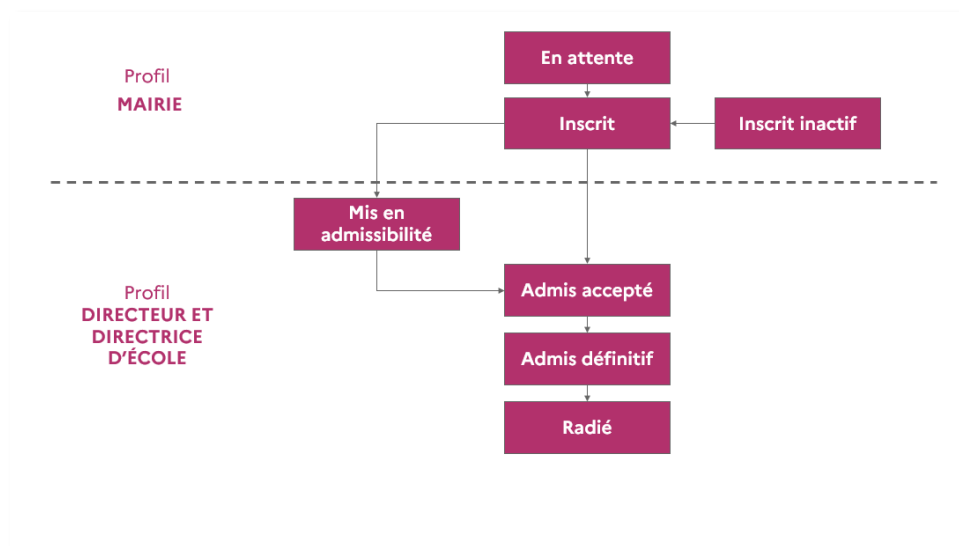 Profil
MAIRIE
En attente
Inscrit
Inscrit inactif
Mis en
admissibilité
Profil
DIRECTEUR ET
DIRECTRICE
D’ÉCOLE
Admis accepté
Admis définitif
Radié